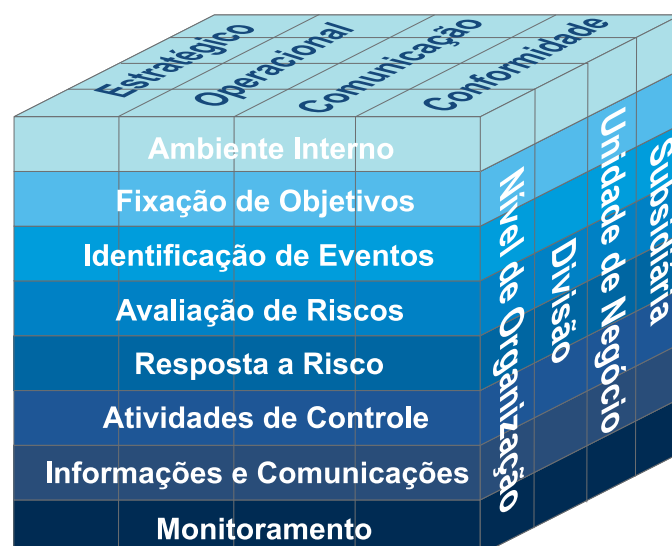 Estratégico
Operacional
Comunicação
Conformidade
Ambiente Interno
Fixação de Objetivos
Identificação de Eventos
Avaliação de Riscos
Resposta a Risco
Atividades de Controle
Informações e Comunicações
Monitoramento
Nível de Organização
Divisão
Unidade de Negócio
Subsidiária